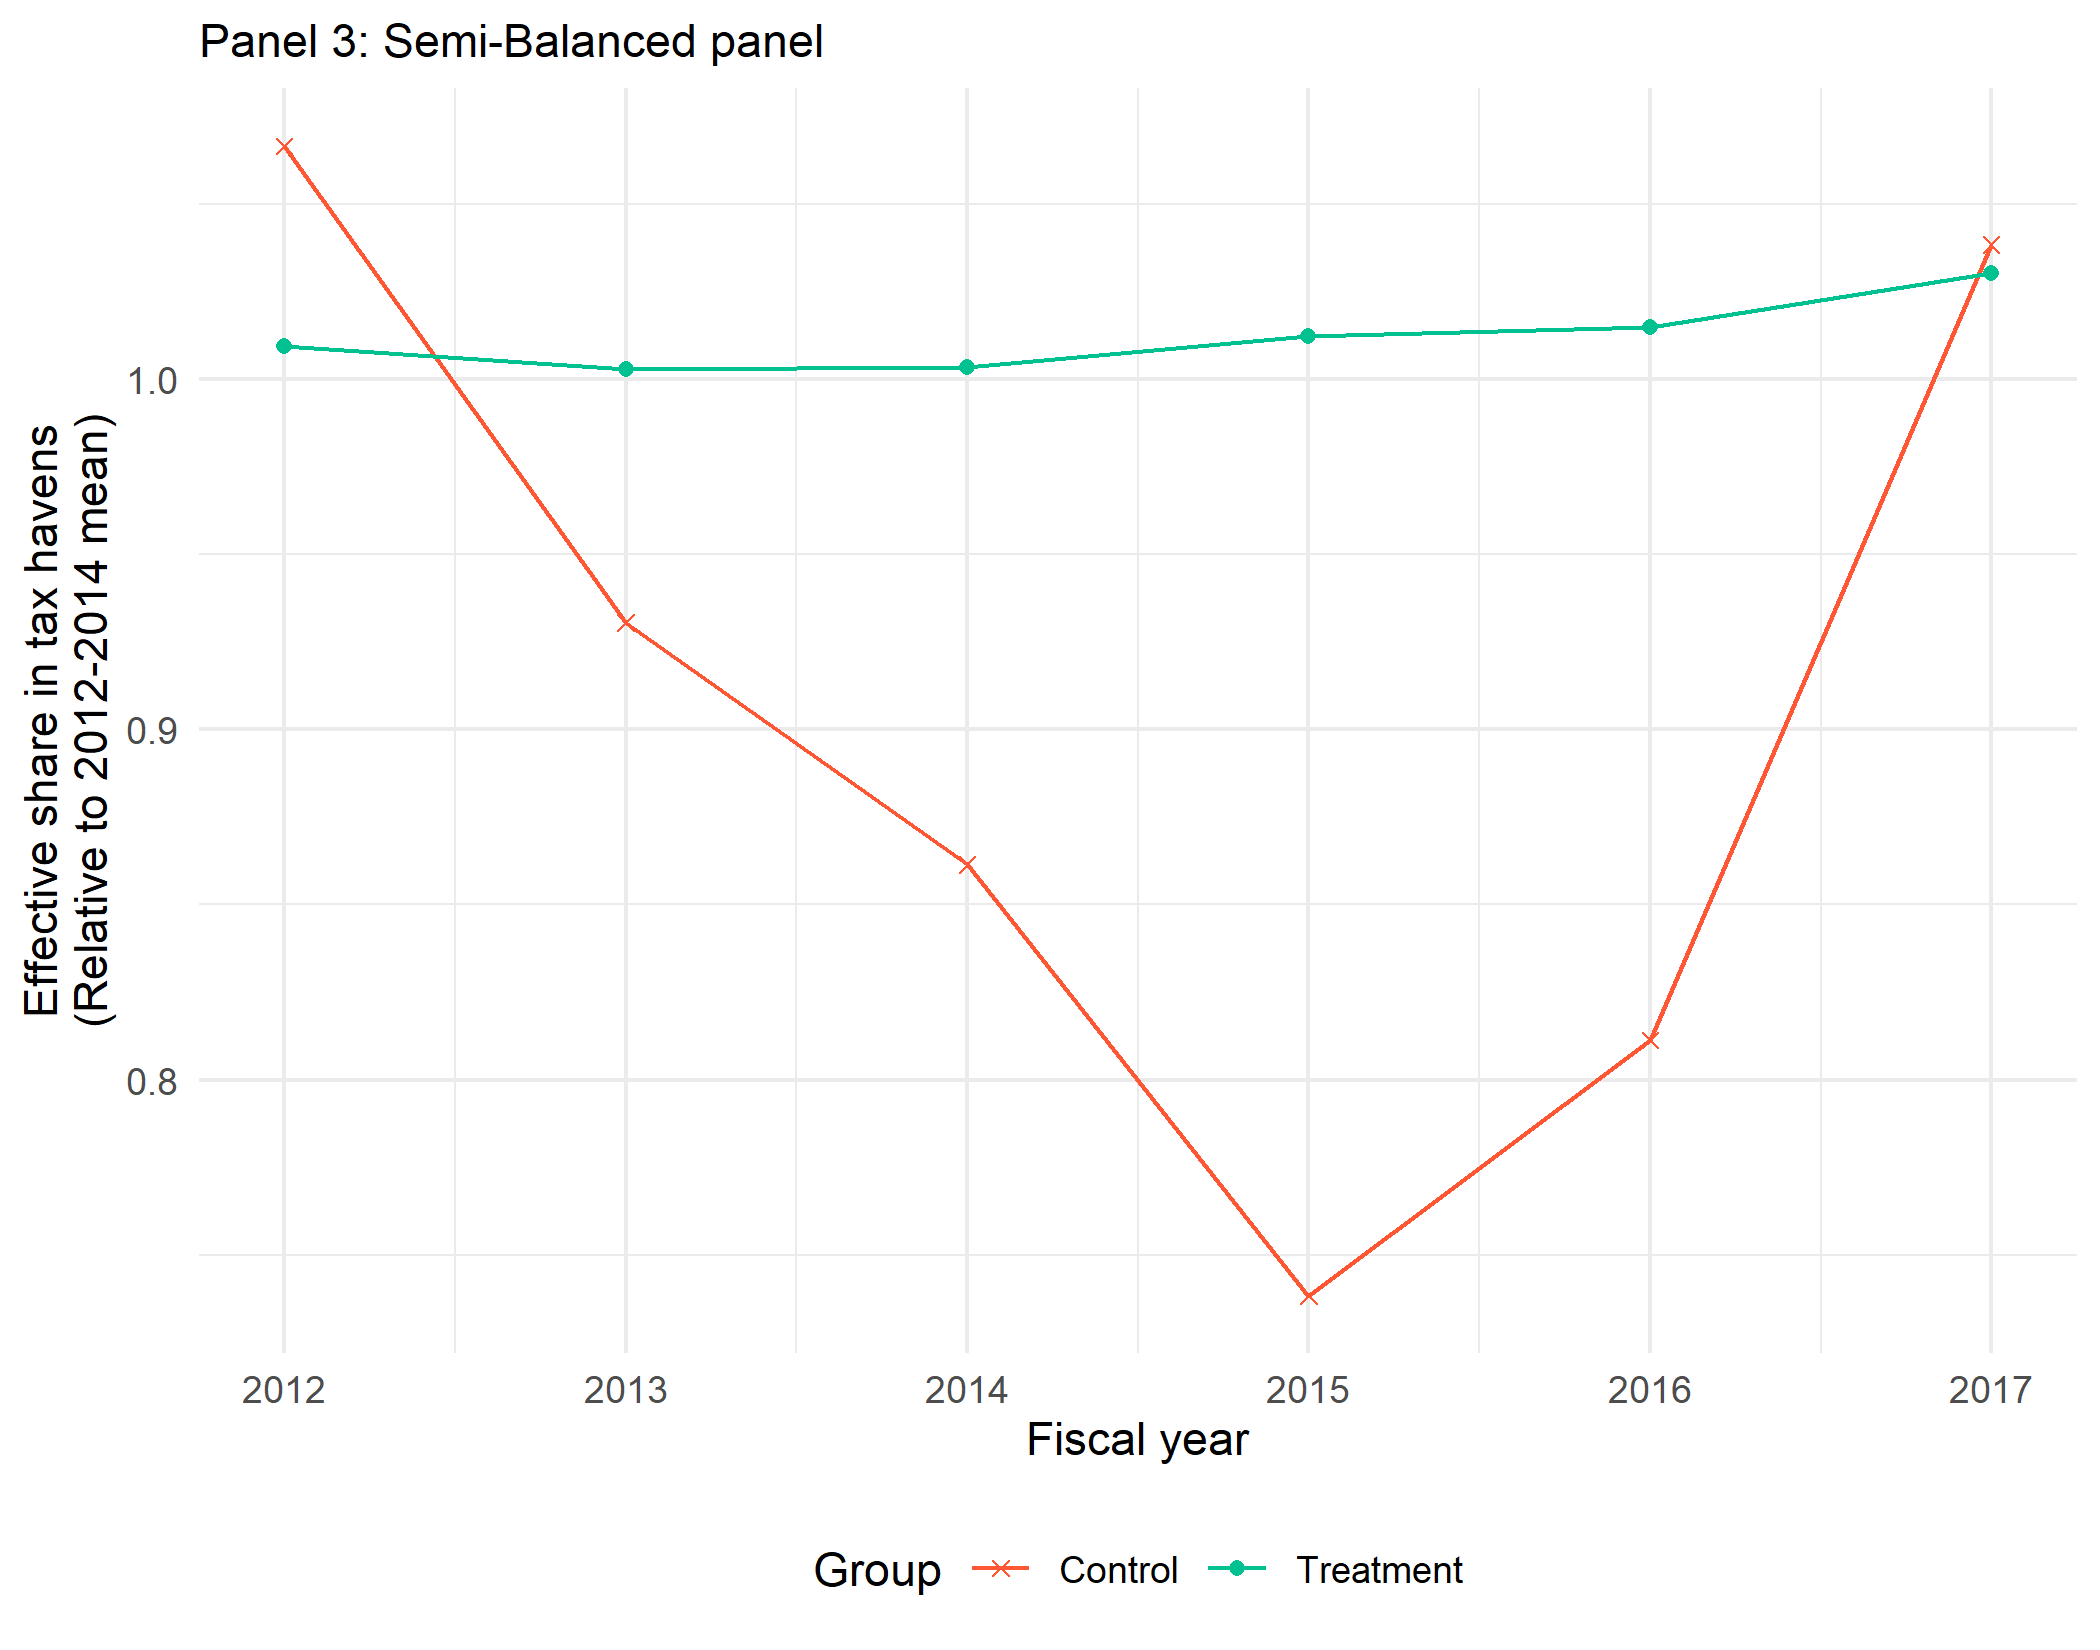 Panel 3: Semi-Balanced panel
Effective share in tax havens
(Relative to 2012-2014 mean)
1.0
0.9
0.8
2012 2013 2014 2015 2016 2017
Fiscal year
Group Control Treatment